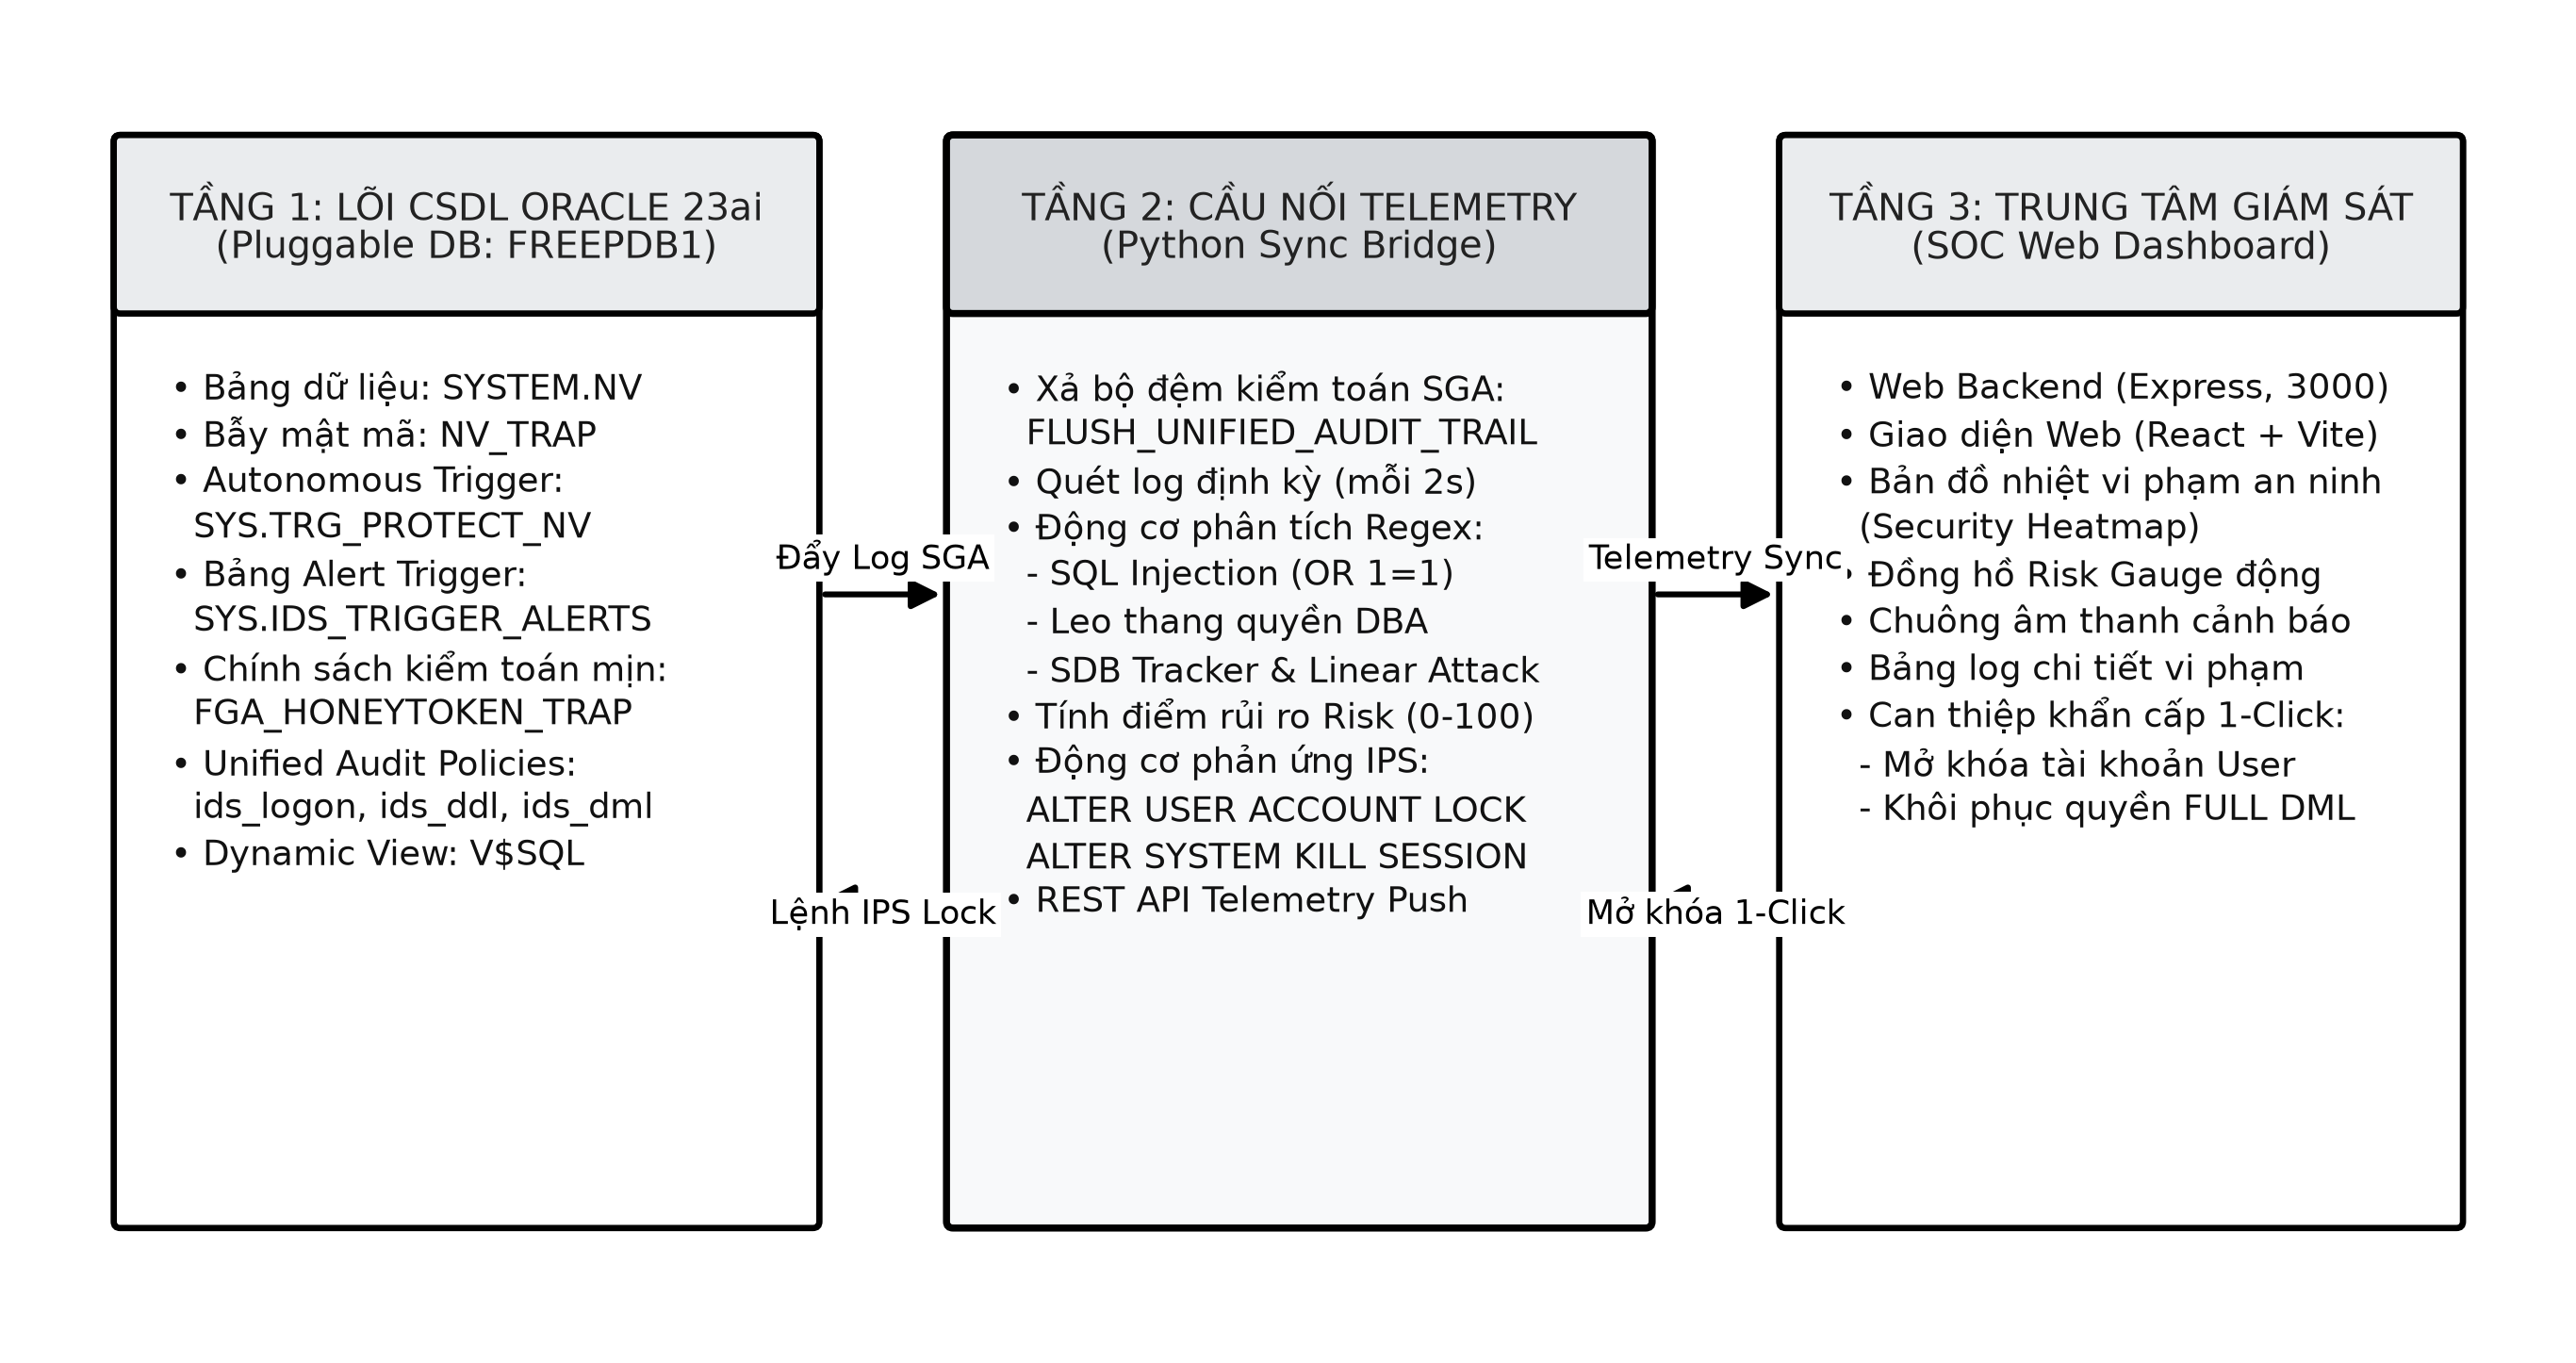 TẦNG 1: LÕI CSDL ORACLE 23ai
(Pluggable DB: FREEPDB1)
• Bảng dữ liệu: SYSTEM.NV
• Bẫy mật mã: NV_TRAP
• Autonomous Trigger:
SYS.TRG_PROTECT_NV
• Bảng Alert Trigger:
SYS.IDS_TRIGGER_ALERTS
• Chính sách kiểm toán mịn:
FGA_HONEYTOKEN_TRAP
• Unified Audit Policies:
ids_logon, ids_ddl, ids_dml
• Dynamic View: V$SQL
Đẩy Log SGA
Lệnh IPS Lock
TẦNG 2: CẦU NỐI TELEMETRY
(Python Sync Bridge)
• Xả bộ đệm kiểm toán SGA:
FLUSH_UNIFIED_AUDIT_TRAIL
• Quét log định kỳ (mỗi 2s)
• Động cơ phân tích Regex:
- SQL Injection (OR 1=1)
- Leo thang quyền DBA
- SDB Tracker & Linear Attack
• Tính điểm rủi ro Risk (0-100)
• Động cơ phản ứng IPS:
ALTER USER ACCOUNT LOCK
ALTER SYSTEM KILL SESSION
• REST API Telemetry Push
Telemetry Sync
Mở khóa 1-Click
TẦNG 3: TRUNG TÂM GIÁM SÁT
(SOC Web Dashboard)
• Web Backend (Express, 3000)
• Giao diện Web (React + Vite)
• Bản đồ nhiệt vi phạm an ninh
(Security Heatmap)
• Đồng hồ Risk Gauge động
• Chuông âm thanh cảnh báo
• Bảng log chi tiết vi phạm
• Can thiệp khẩn cấp 1-Click:
- Mở khóa tài khoản User
- Khôi phục quyền FULL DML